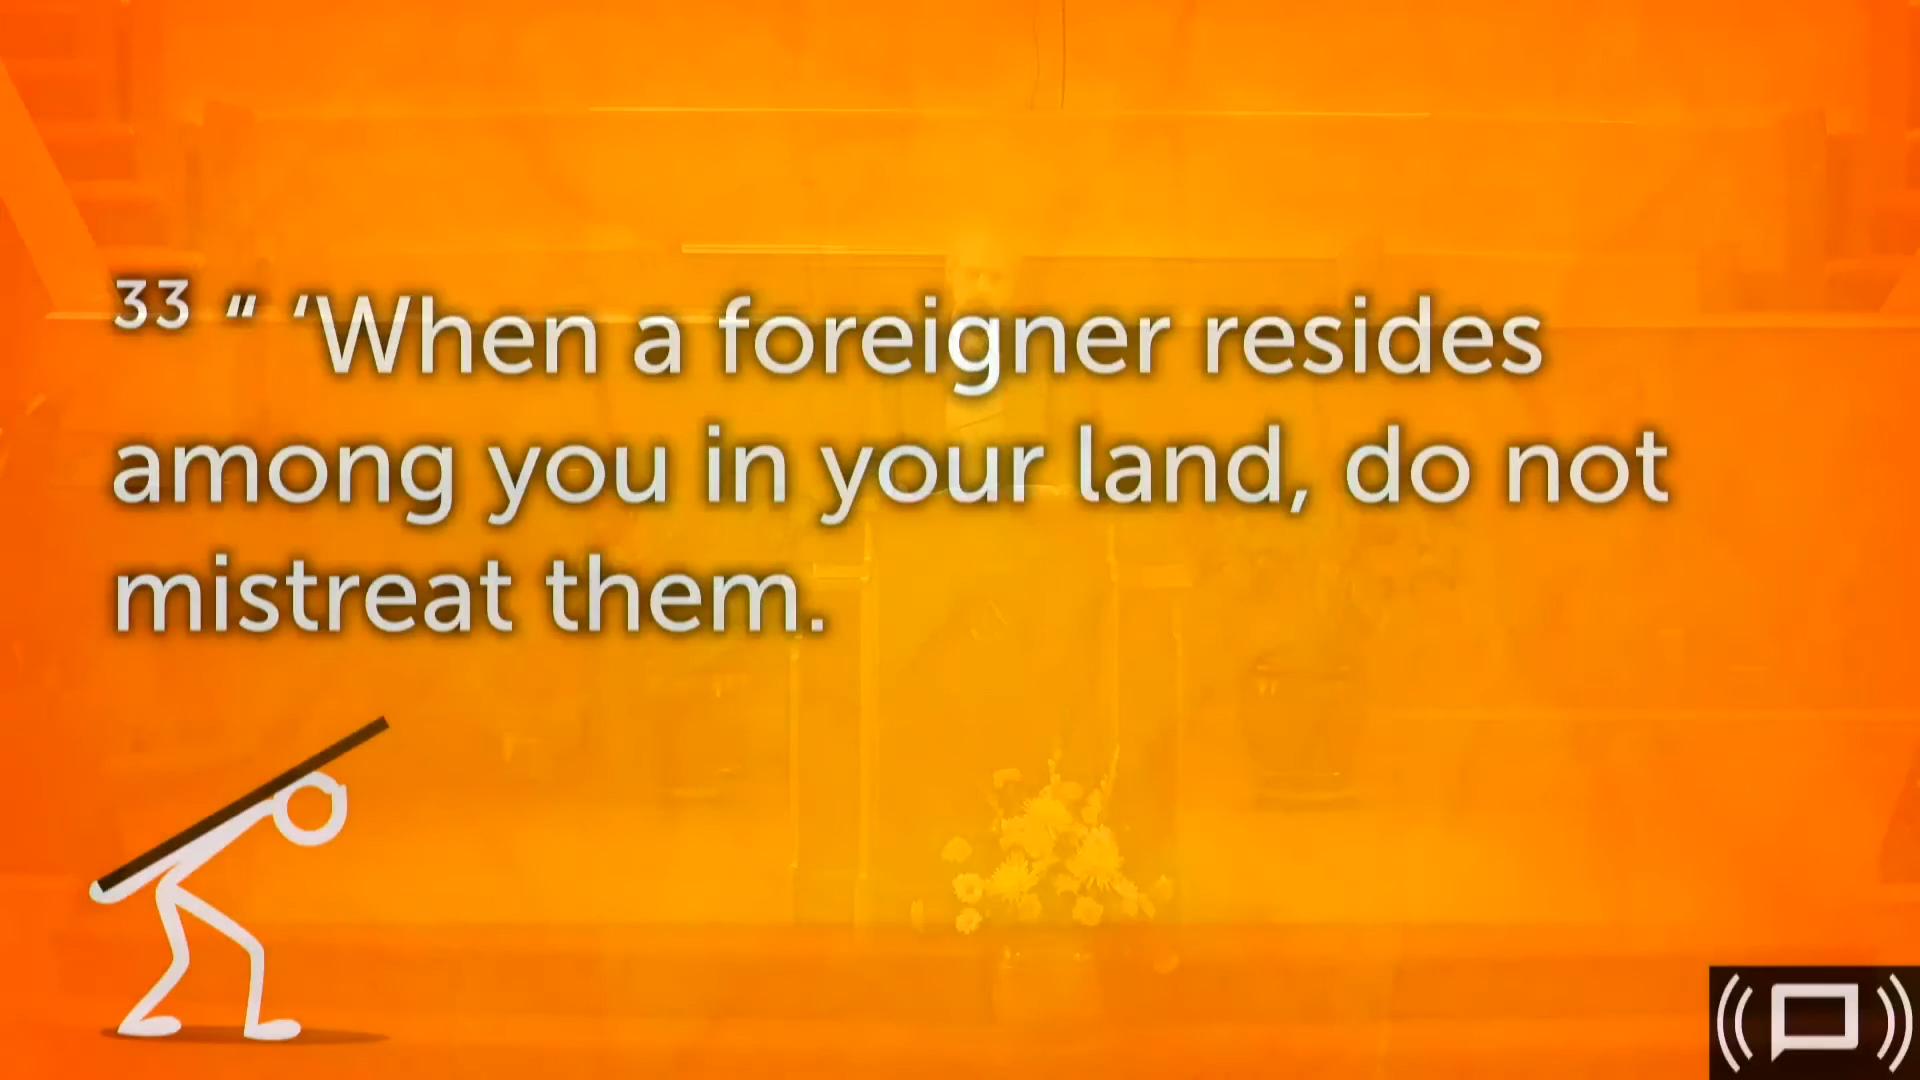 33 “ ‘When a foreigner resides
among you in your land, do not
mistreat them.